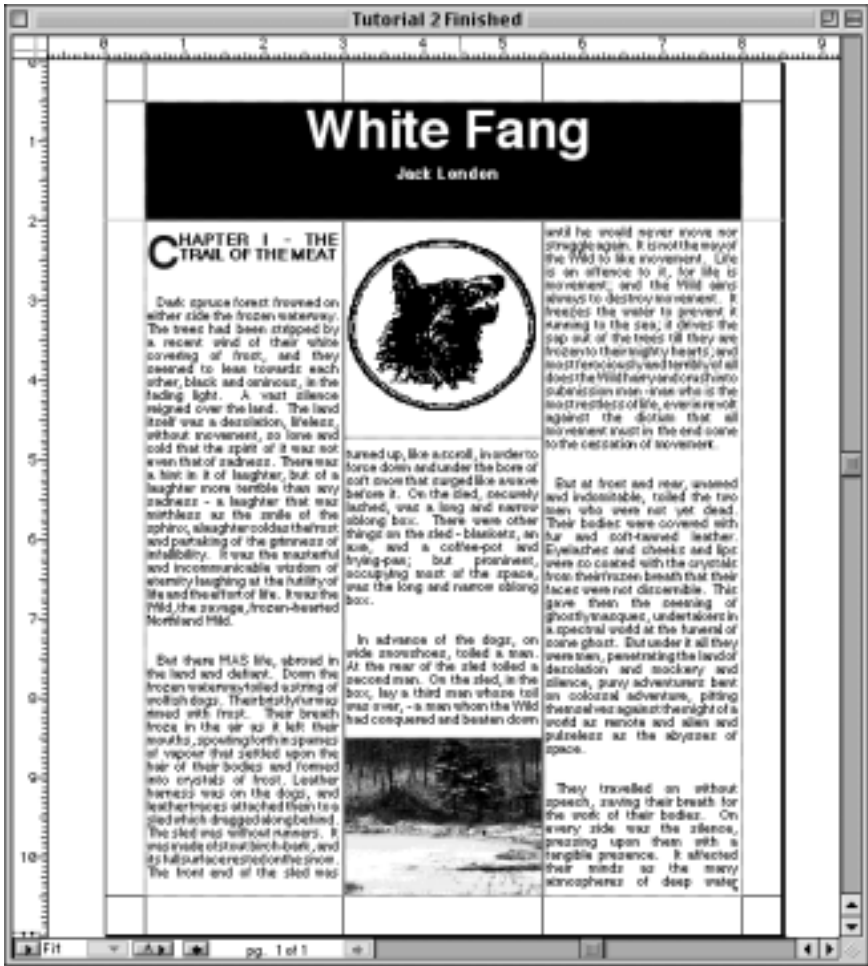 Tutorial 2 Finished
0 1 2 3 4 5 6 7 8 9
0
1
2
3
4
5
6
7
8
9
10
11
White Fang
Jack London
CHAPTER I - THE
TRAIL OF THE MEAT
Dark spruce forest frowned on
either side the frozen waterway.
The trees had been stripped by
a recent wind of their white
covering of frost, and they
seemed to lean towards each
other, black and ominous, in the
fading light. A vast silence
reigned over the land. The land
itself was a desolation, lifeless,
without movement, so lone and
cold that the spirit of it was not
even that of sadness. There was
a hint in it of laughter, but of a
laughter more terrible than any
sadness - a laughter that was
mirthless as the smile of the
sphinx, a laughter cold as the frost
and partaking of the grimness of
infallibility. It was the masterful
and incommunicable wisdom of
eternity laughing at the futility of
life and the effort of life. It was the
Wild, the savage, frozen-hearted
Northland Wild.
But there WAS life, abroad in
the land and defiant. Down the
frozen waterway toiled a string of
wolfish dogs. Their bristly fur was
rimed with frost. Their breath
froze in the air as it left their
mouths, spouting forth in spumes
of vapour that settled upon the
hair of their bodies and formed
into crystals of frost. Leather
harness was on the dogs, and
leather traces attached them to a
sled which dragged along behind.
The sled was without runners. It
was made of stout birch-bark, and
its full surface rested on the snow.
The front end of the sled was
turned up, like a scroll, in order to
force down and under the bore of
soft snow that surged like a wave
before it. On the sled, securely
lashed, was a long and narrow
oblong box. There were other
things on the sled - blankets, an
axe, and a coffee-pot and
frying-pan; but prominent,
occupying most of the space,
was the long and narrow oblong
box.
In advance of the dogs, on
wide snowshoes, toiled a man.
At the rear of the sled toiled a
second man. On the sled, in the
box, lay a third man whose toil
was over, - a man whom the Wild
had conquered and beaten down
until he would never move nor
struggle again. It is not the way of
the Wild to like movement. Life
is an offence to it, for life is
movement; and the Wild aims
always to destroy movement. It
freezes the water to prevent it
running to the sea; it drives the
sap out of the trees till they are
frozen to their mighty hearts; and
most ferociously and terribly of all
does the Wild harry and crush into
submission man - man who is the
most restless of life, ever in revolt
against the dictum that all
movement must in the end come
to the cessation of movement.
But at front and rear, unawed
and indomitable, toiled the two
men who were not yet dead.
Their bodies were covered with
fur and soft-tanned leather.
Eyelashes and cheeks and lips
were so coated with the crystals
from their frozen breath that their
faces were not discernible. This
gave them the seeming of
ghostly masques, undertakers in
a spectral world at the funeral of
some ghost. But under it all they
were men, penetrating the land of
desolation and mockery and
silence, puny adventurers bent
on colossal adventure, pitting
themselves against the might of a
world as remote and alien and
pulseless as the abysses of
space.
They travelled on without
speech, saving their breath for
the work of their bodies. On
every side was the silence,
pressing upon them with a
tangible presence. It affected
their minds as the many
atmospheres of deep water
Fit
pg. 1 of 1